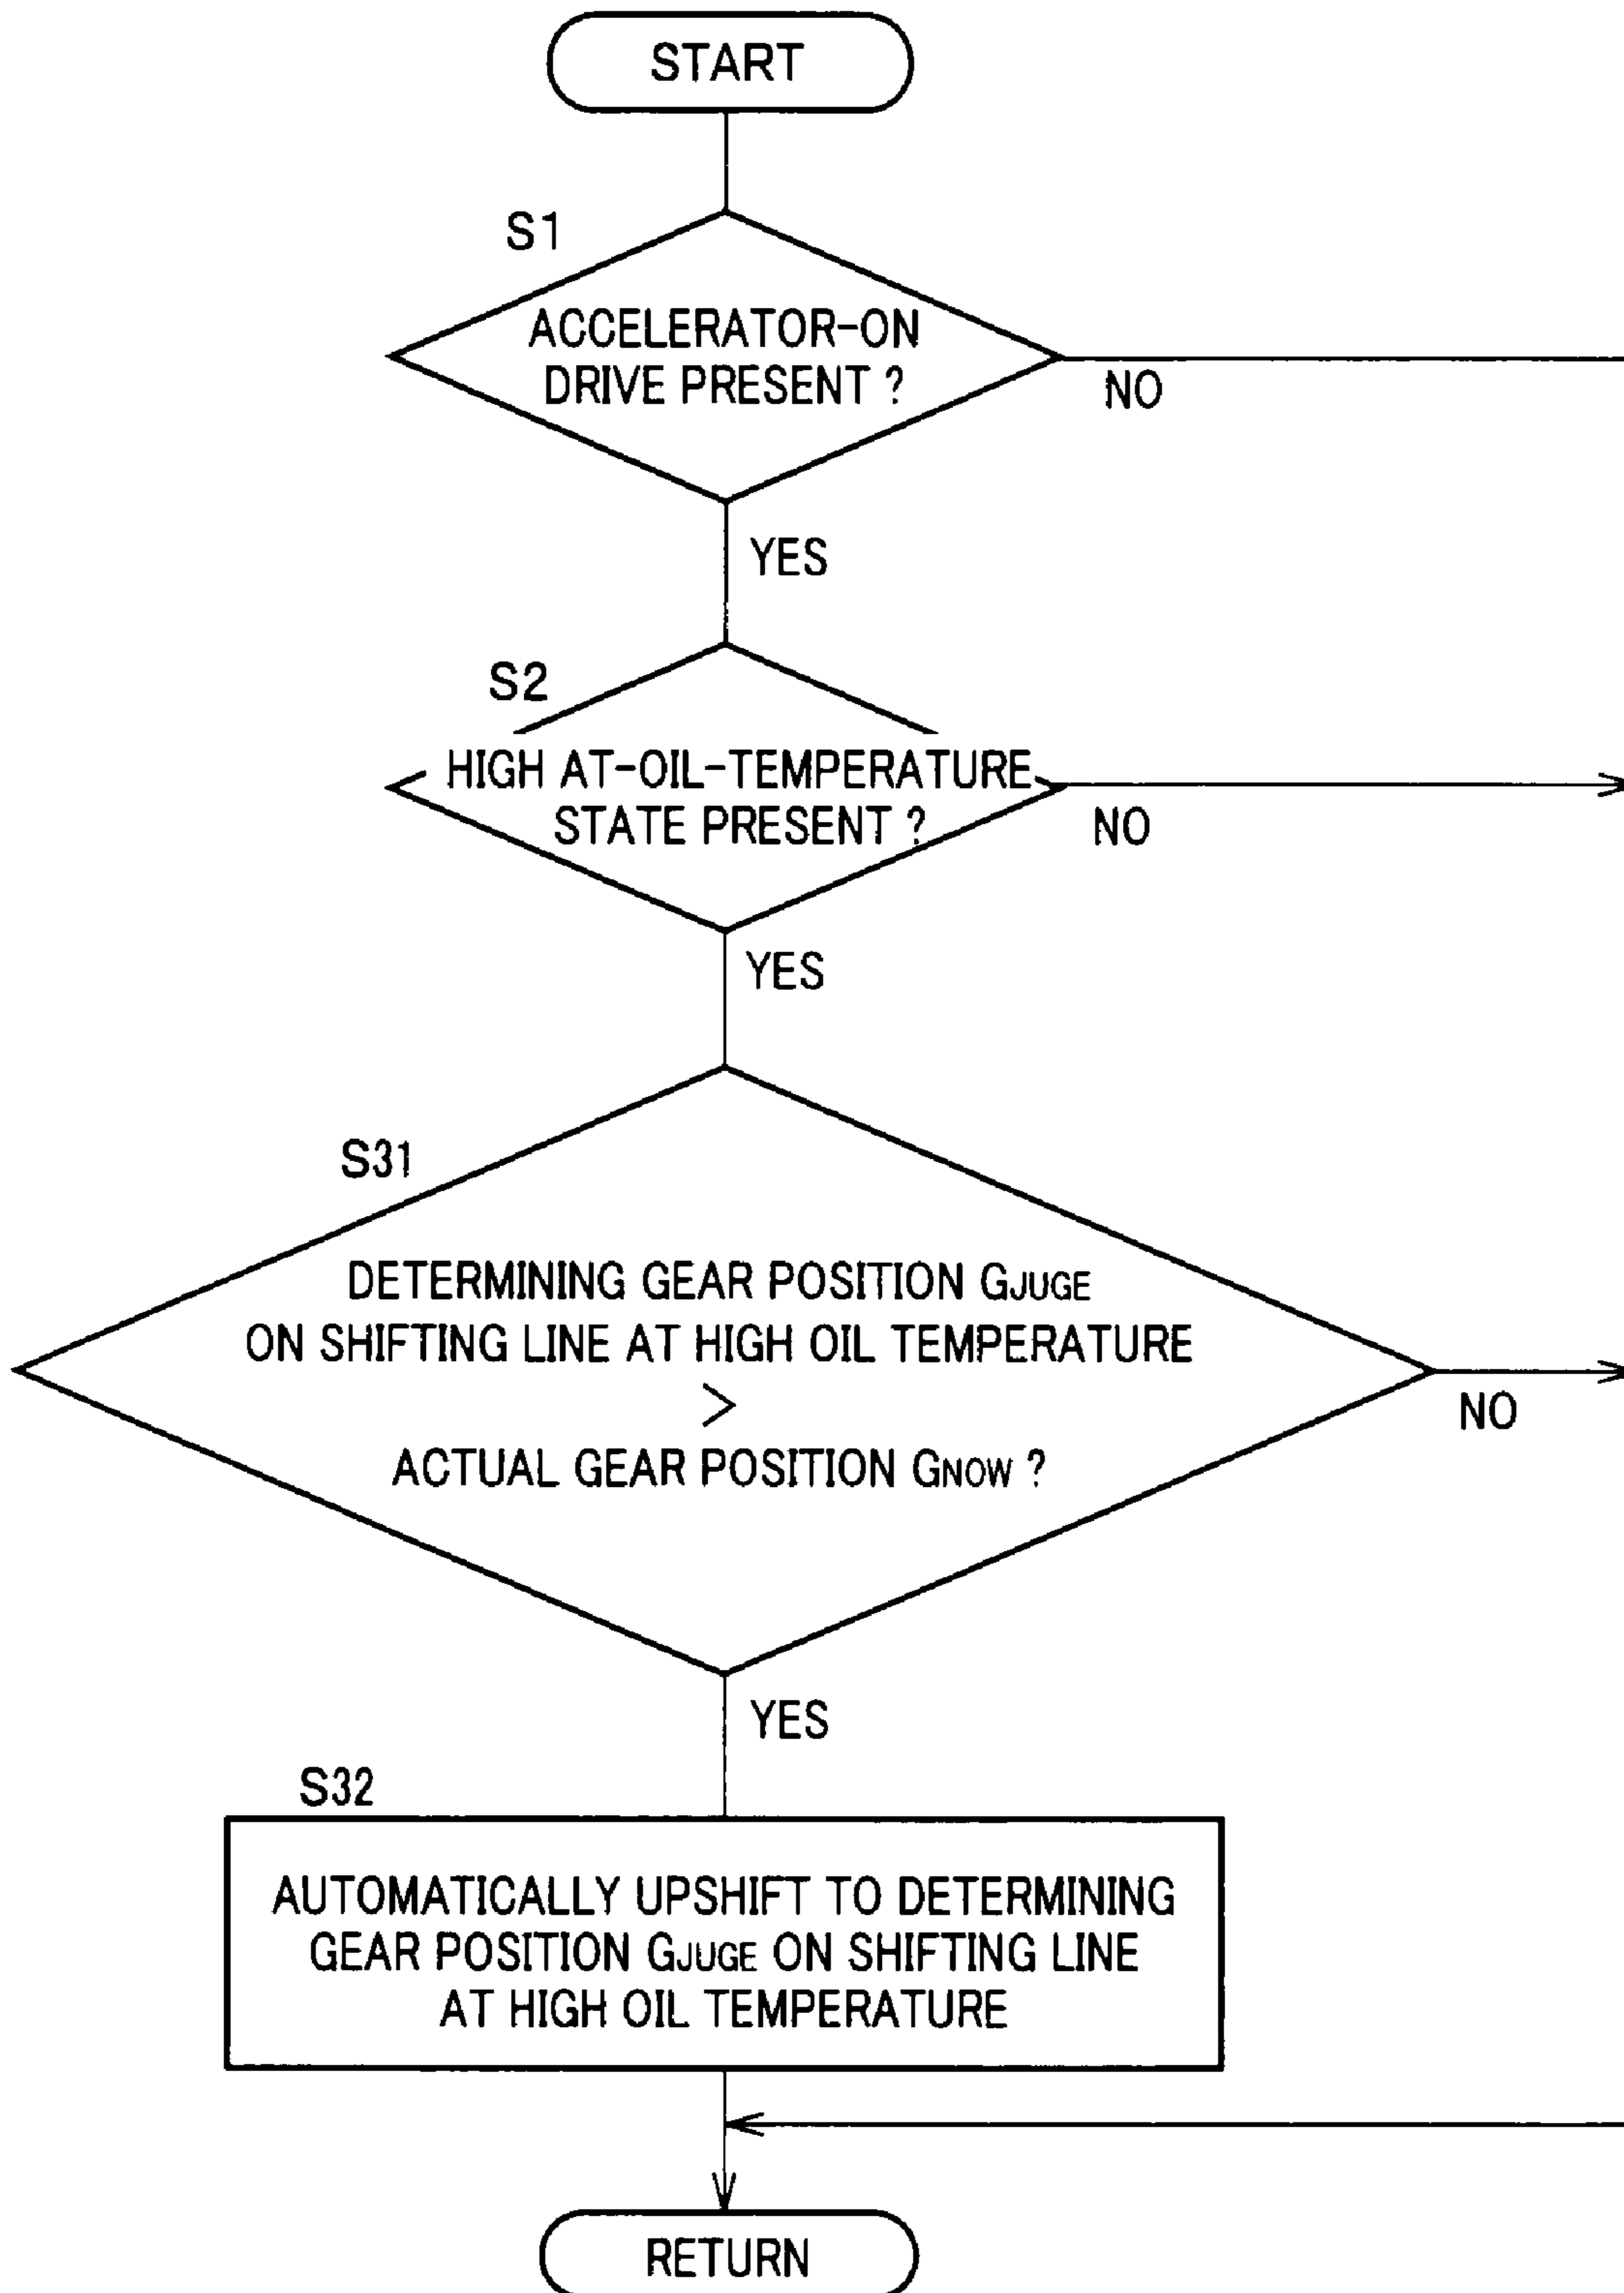 START
S1
ACCELERATOR-ON
DRIVE PRESENT ?
NO
YES
S2
HIGH AT-OIL-TEMPERATURE
STATE PRESENT ?
NO
YES
S31
DETERMINING GEAR POSITION GJUGE
ON SHIFTING LINE AT HIGH OIL TEMPERATURE
>
ACTUAL GEAR POSITION GNOW ?
NO
YES
S32
AUTOMATICALLY UPSHIFT TO DETERMINING
GEAR POSITION GJUGE ON SHIFTING LINE
AT HIGH OIL TEMPERATURE
RETURN